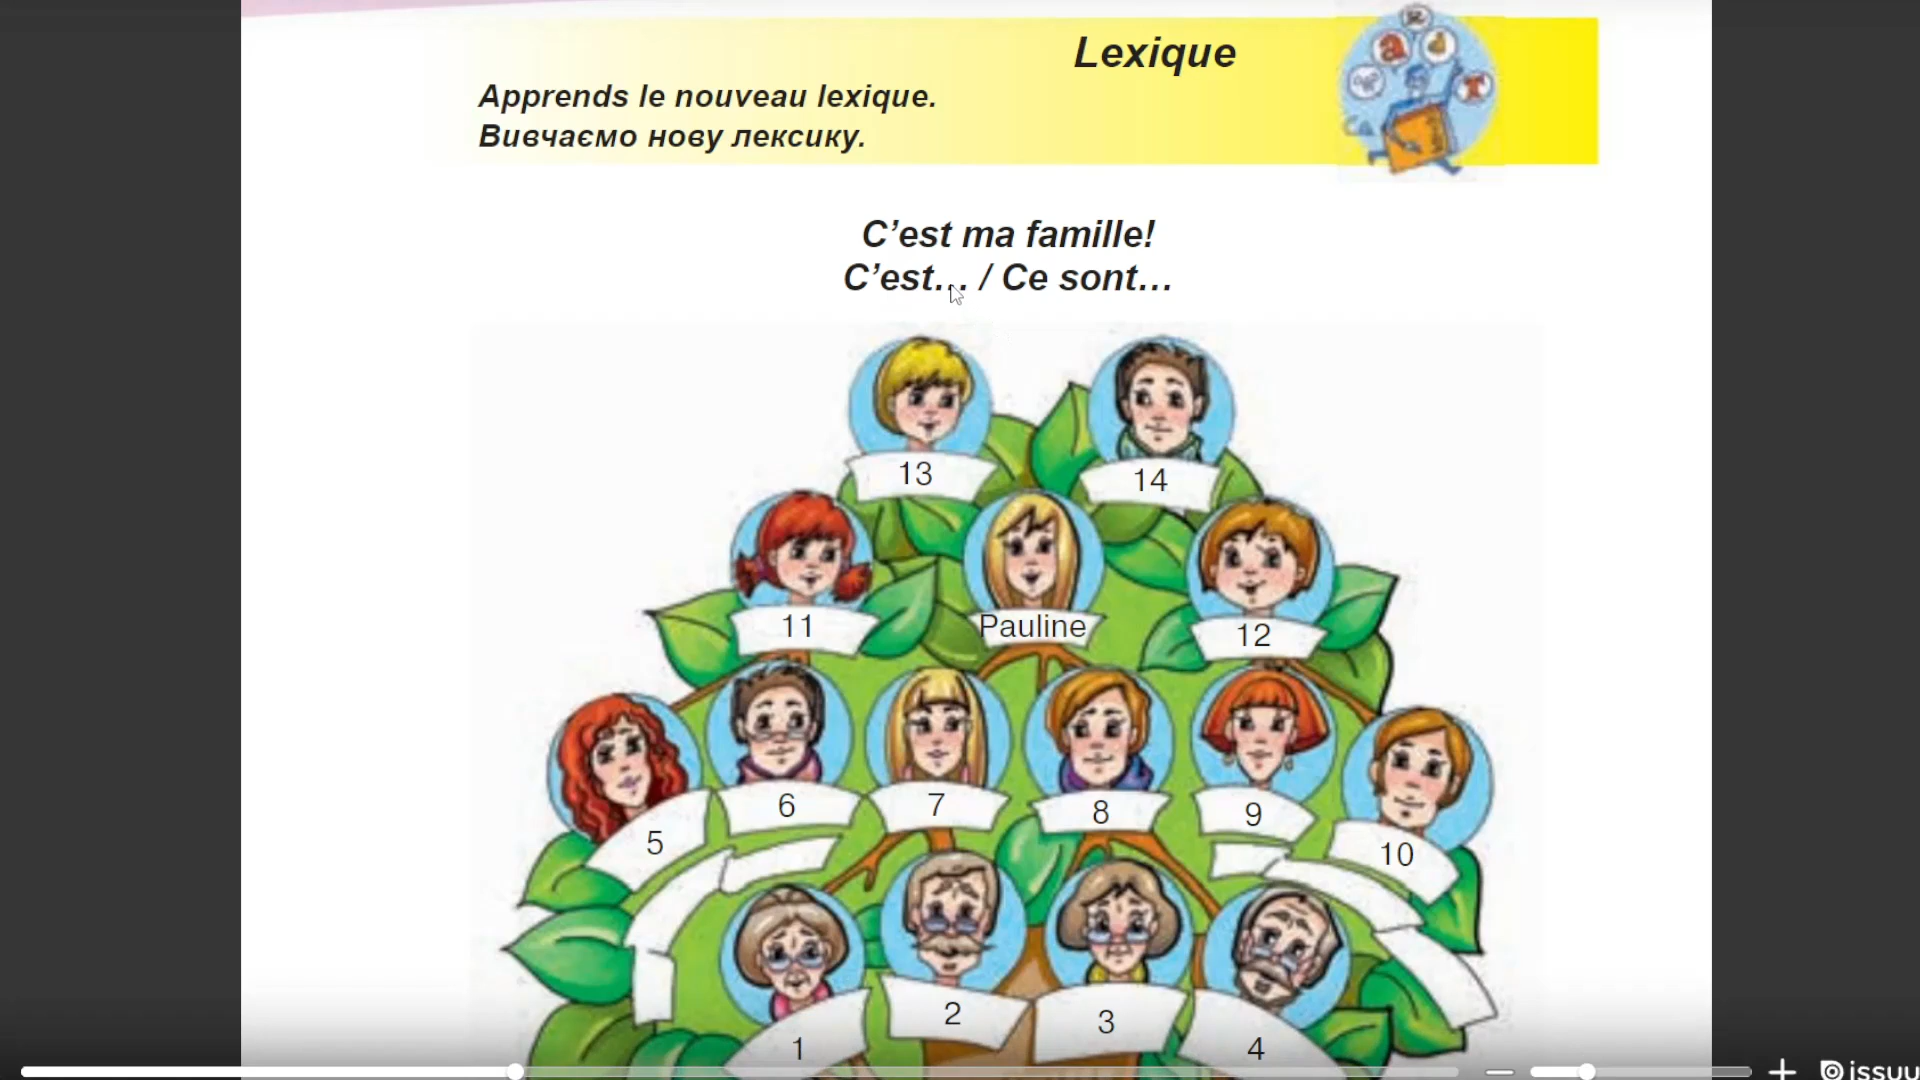 Lexique
Apprends le nouveau lexique.
Вивчаємо нову лексику.
C’est ma famille!
C’est… / Ce sont…
13
14
11
Pauline
12
5
6
7
8
9
10
1
2
3
4
issuu